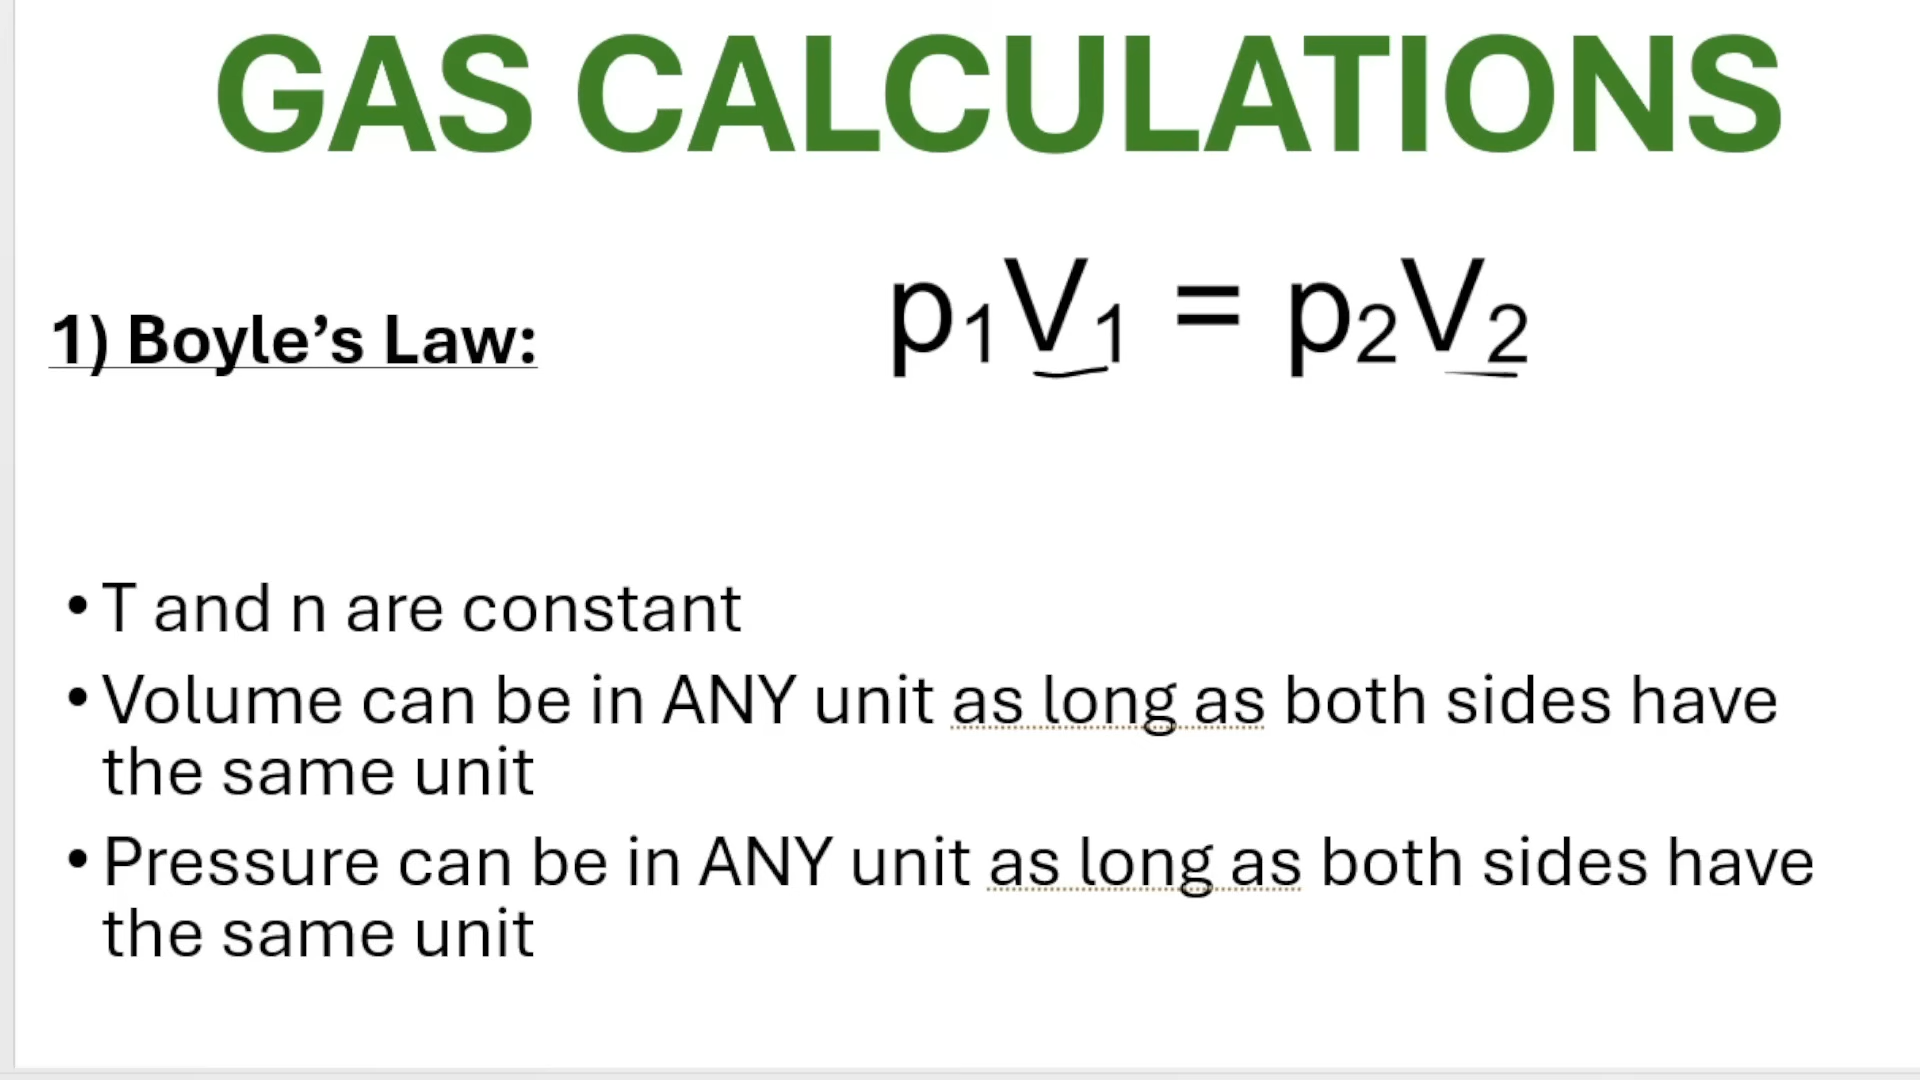 GAS CALCULATIONS
1) Boyle’s Law:
p₁V₁ = p₂V₂
• T and n are constant
• Volume can be in ANY unit as long as both sides have
the same unit
• Pressure can be in ANY unit as long as both sides have
the same unit